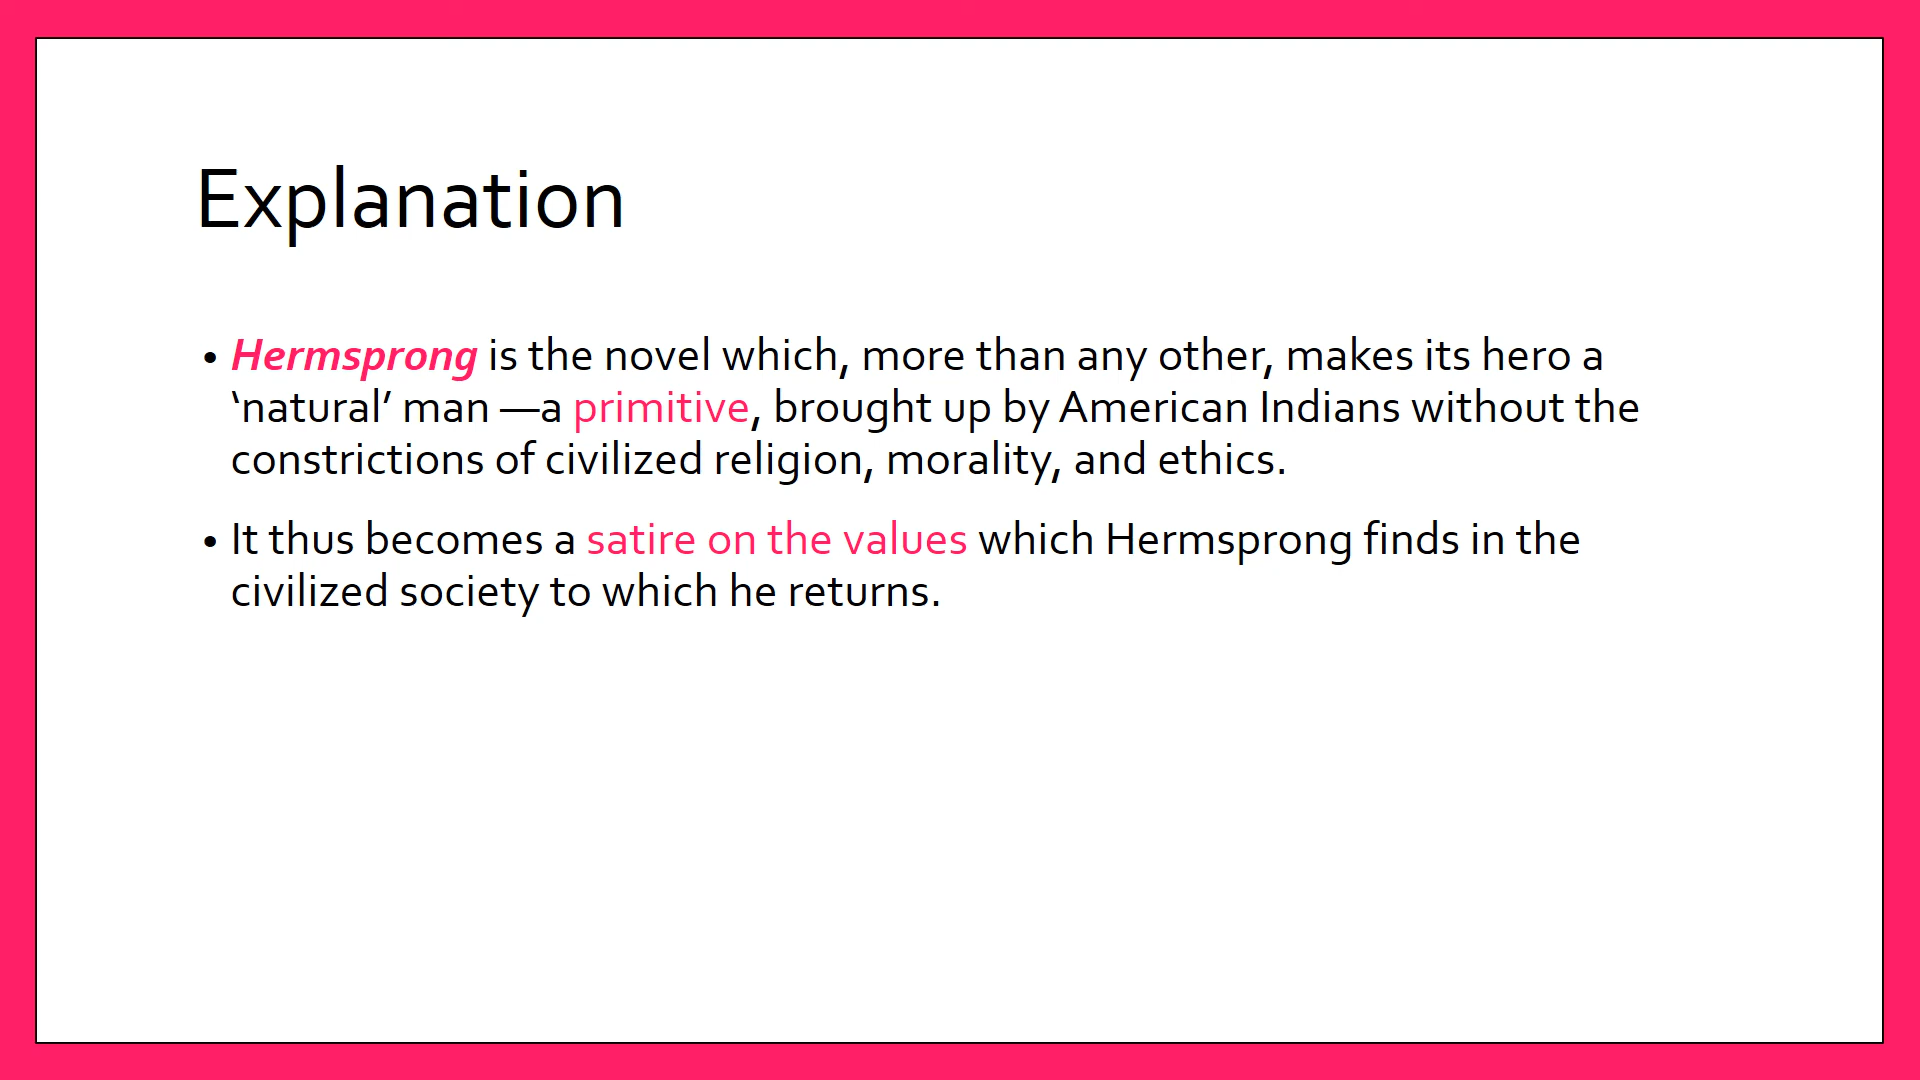 Explanation
• Hermsprong is the novel which, more than any other, makes its hero a
‘natural’ man —a primitive, brought up by American Indians without the
constrictions of civilized religion, morality, and ethics.
• It thus becomes a satire on the values which Hermsprong finds in the
civilized society to which he returns.